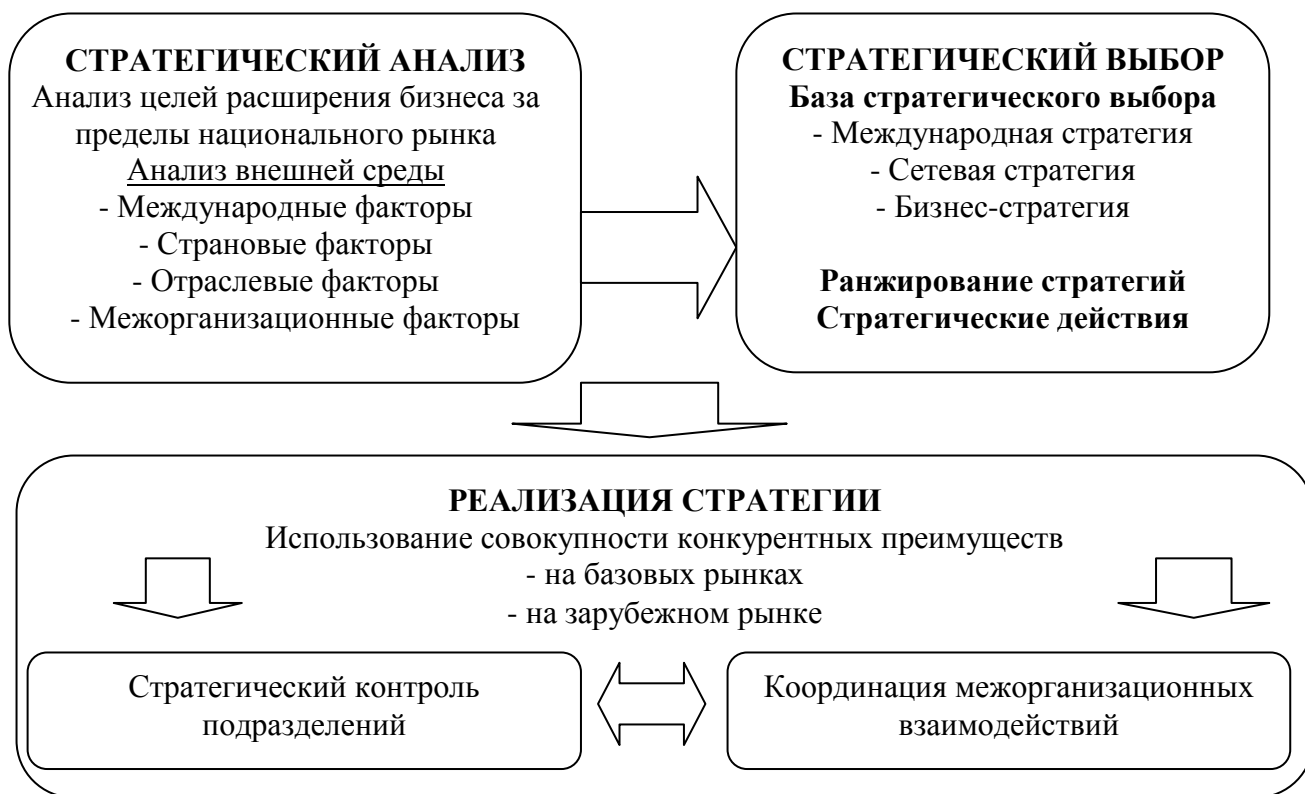 СТРАТЕГИЧЕСКИЙ АНАЛИЗ
Анализ целей расширения бизнеса за
пределы национального рынка
Анализ внешней среды
- Международные факторы
- Страновые факторы
- Отраслевые факторы
- Межорганизационные факторы
СТРАТЕГИЧЕСКИЙ ВЫБОР
База стратегического выбора
- Международная стратегия
- Сетевая стратегия
- Бизнес-стратегия
Ранжирование стратегий
Стратегические действия
РЕАЛИЗАЦИЯ СТРАТЕГИИ
Использование совокупности конкурентных преимуществ
- на базовых рынках
- на зарубежном рынке
Стратегический контроль
подразделений
Координация межорганизационных
взаимодействий